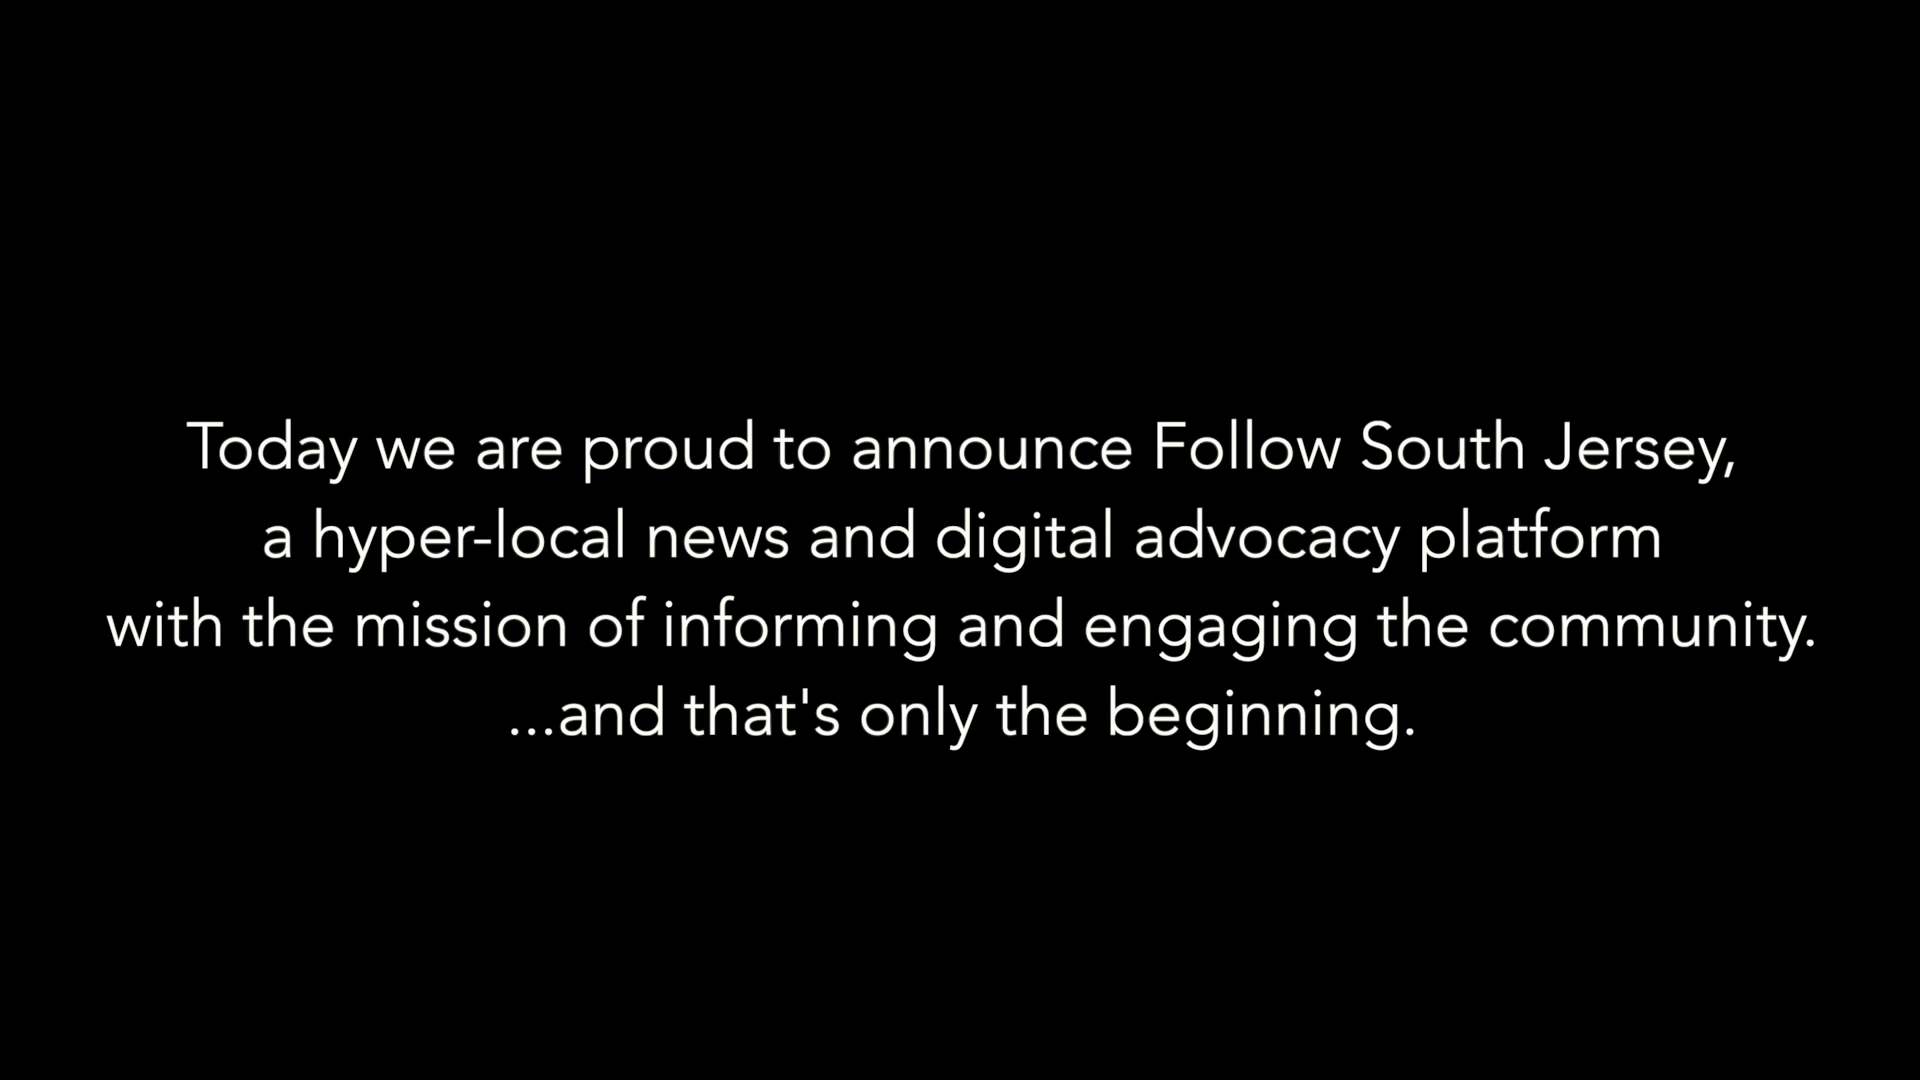 Today we are proud to announce Follow South Jersey,
a hyper-local news and digital advocacy platform
with the mission of informing and engaging the community.
...and that's only the beginning.